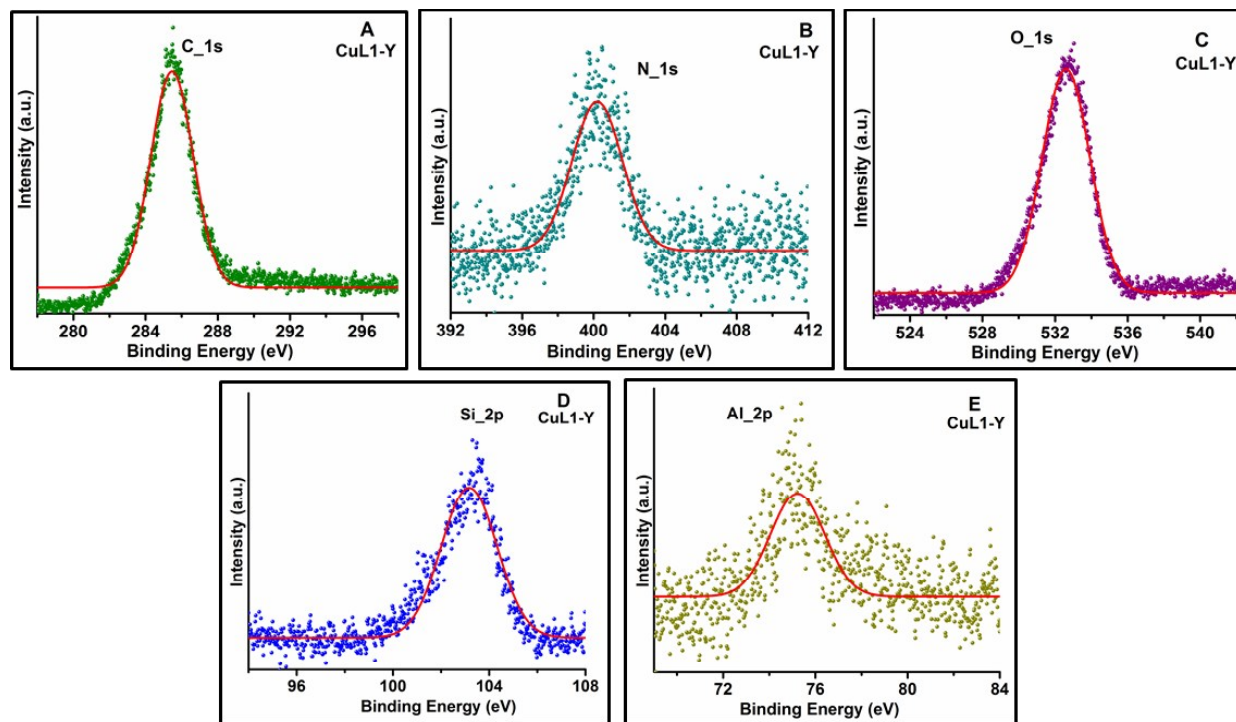 A
C_1s
CuL1-Y
Intensity (a.u.)
280 284 288 292 296
Binding Energy (eV)
B
CuL1-Y
N_1s
Intensity (a.u.)
392 396 400 404 408 412
Binding Energy (eV)
C
O_1s
CuL1-Y
Intensity (a.u.)
524 528 532 536 540
Binding Energy (eV)
D
Si_2p
CuL1-Y
Intensity (a.u.)
96 100 104 108
Binding Energy (eV)
E
Al_2p
CuL1-Y
Intensity (a.u.)
72 76 80 84
Binding Energy (eV)